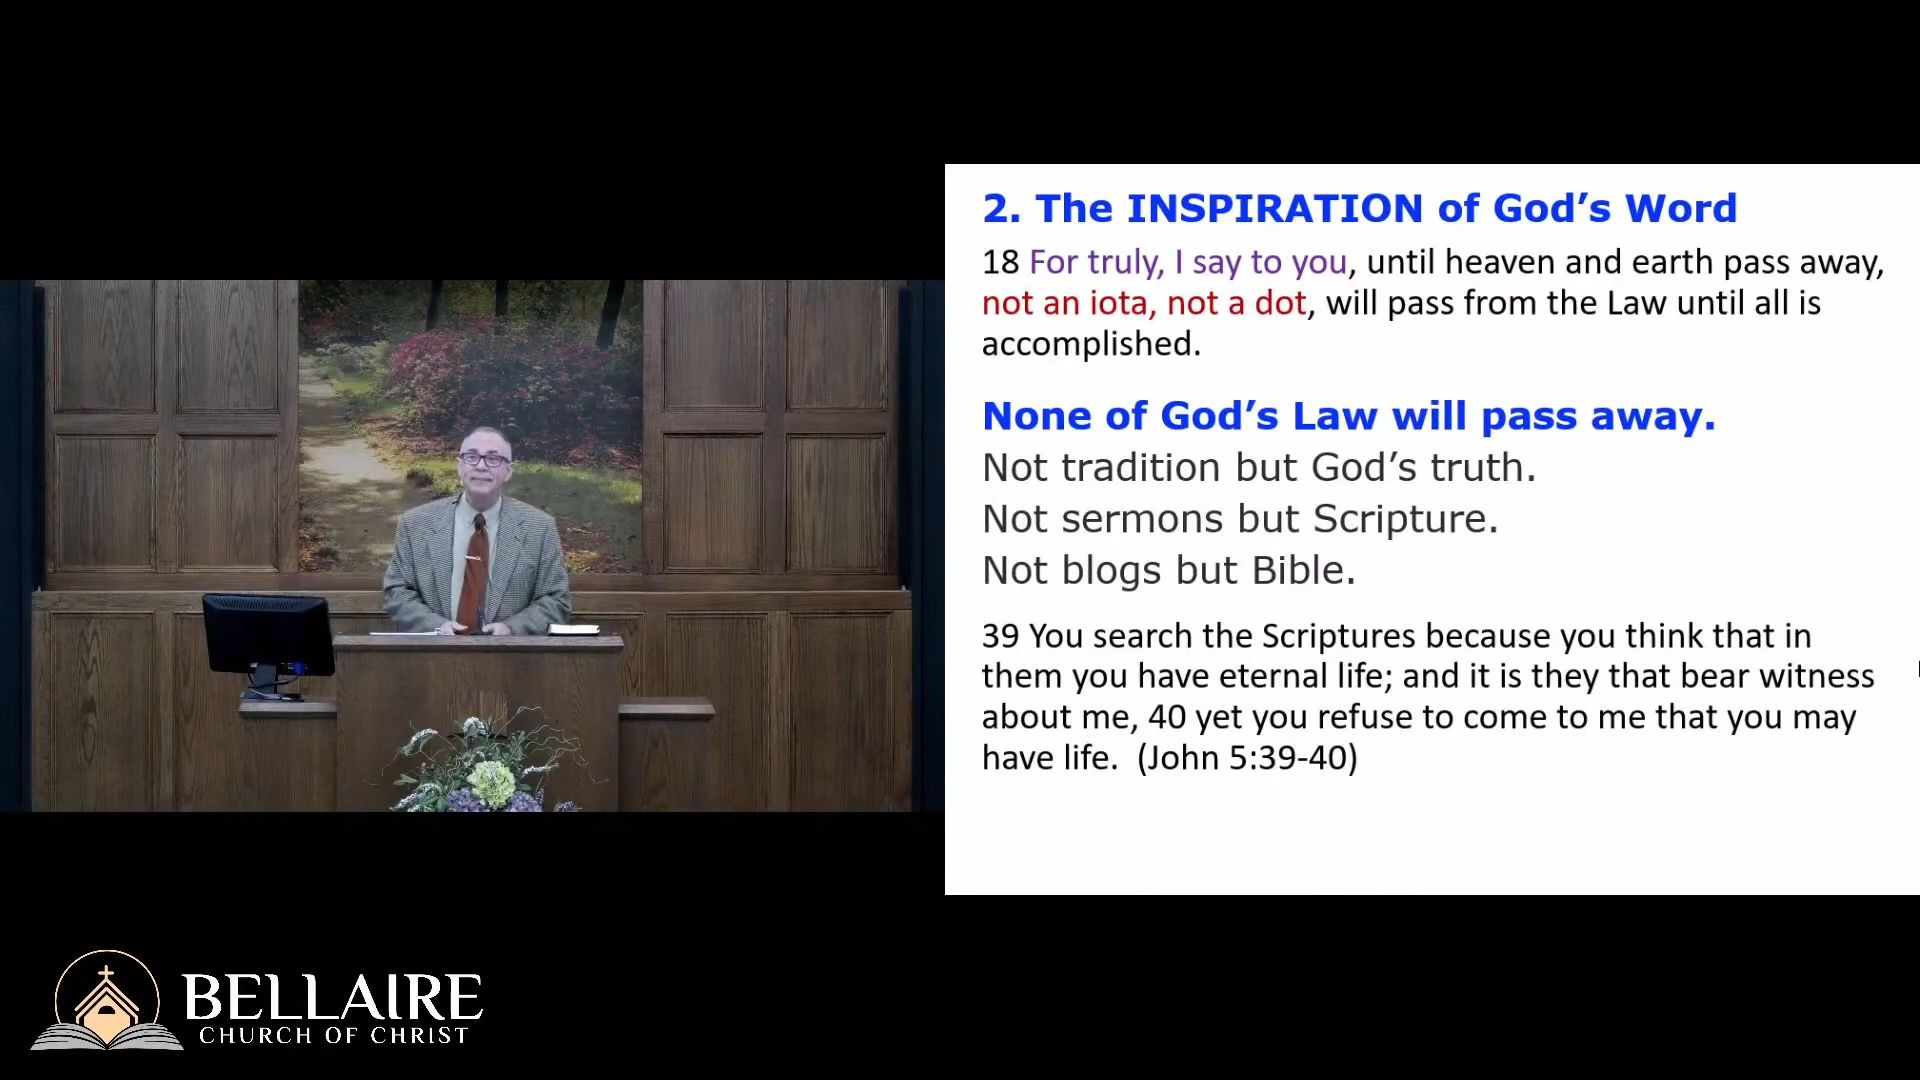 2. The INSPIRATION of God’s Word
18 For truly, I say to you, until heaven and earth pass away,
not an iota, not a dot, will pass from the Law until all is
accomplished.
None of God’s Law will pass away.
Not tradition but God’s truth.
Not sermons but Scripture.
Not blogs but Bible.
39 You search the Scriptures because you think that in
them you have eternal life; and it is they that bear witness
about me, 40 yet you refuse to come to me that you may
have life.  (John 5:39-40)
BELLAIRE
CHURCH OF CHRIST